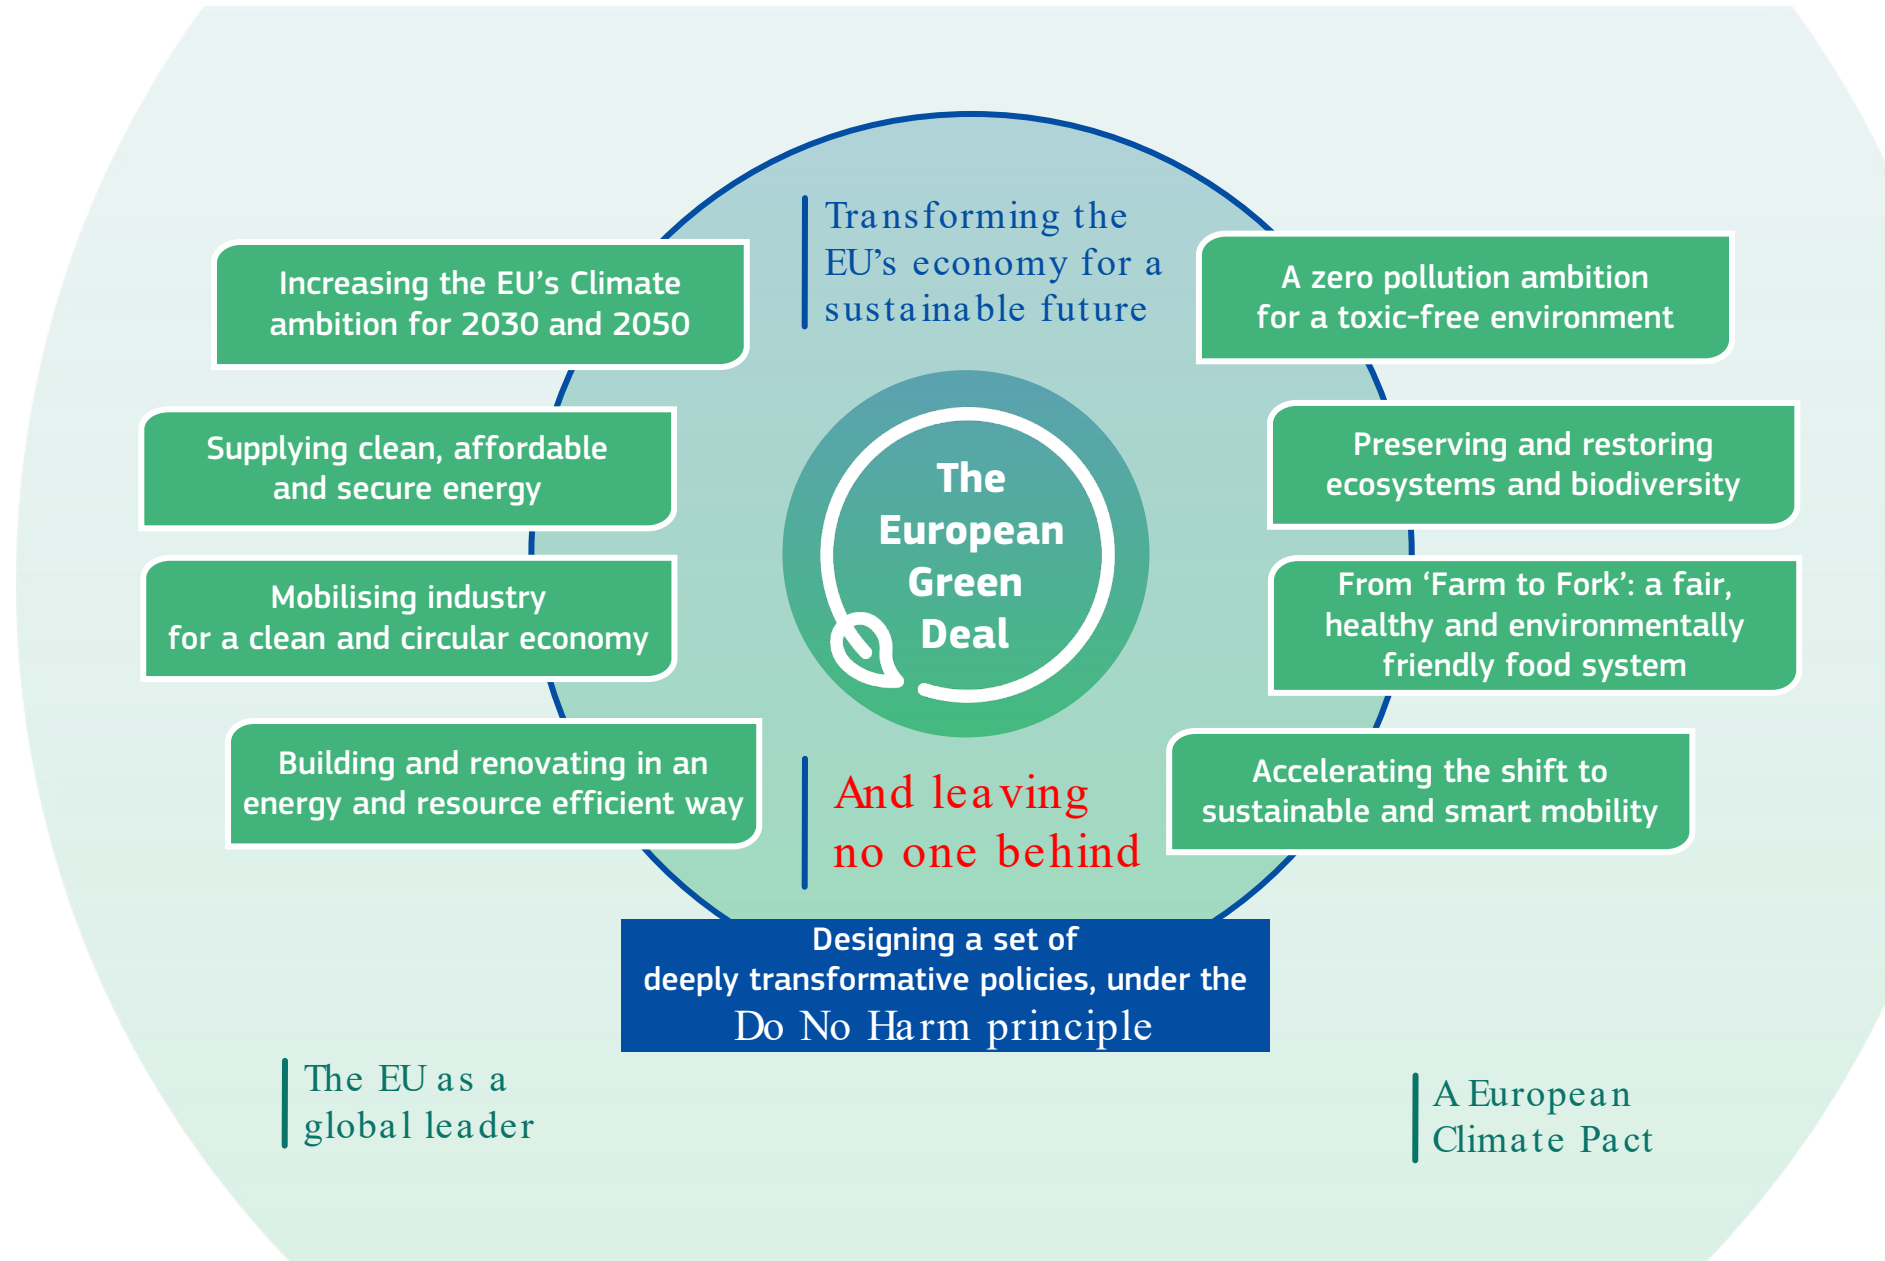 Transforming the
EU's economy for a
sustainable future
Increasing the EU's Climate
ambition for 2030 and 2050
Supplying clean, affordable
and secure energy
Mobilising industry
for a clean and circular economy
Building and renovating in an
energy and resource efficient way
The
European
Green
Deal
A zero pollution ambition
for a toxic-free environment
Preserving and restoring
ecosystems and biodiversity
From ‘Farm to Fork’: a fair,
healthy and environmentally
friendly food system
Accelerating the shift to
sustainable and smart mobility
And leaving
no one behind
Designing a set of
deeply transformative policies, under the
Do No Harm principle
The EU as a
global leader
A European
Climate Pact